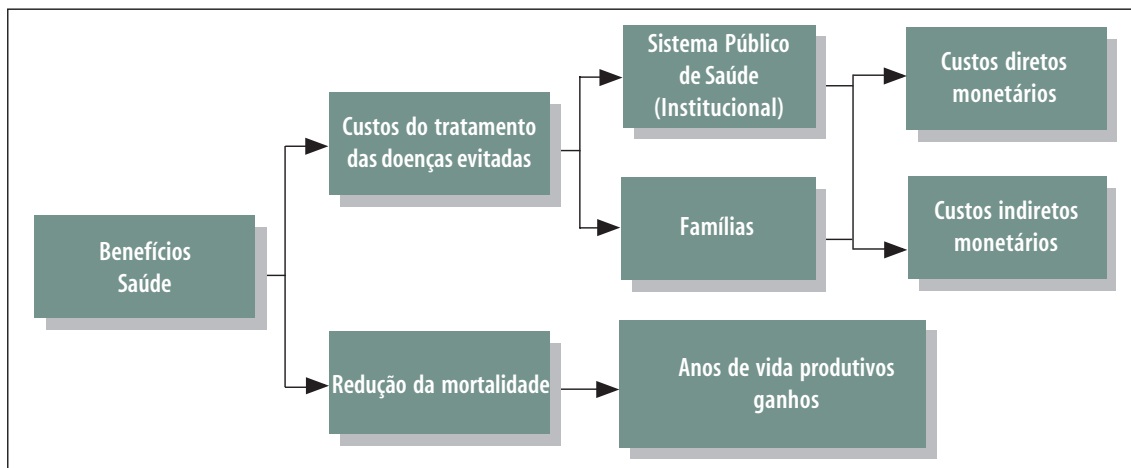 Benefícios
Saúde
Custos do tratamento
das doenças evitadas
Redução da mortalidade
Sistema Público
de Saúde
(Institucional)
Famílias
Anos de vida produtivos
ganhos
Custos diretos
monetários
Custos indiretos
monetários